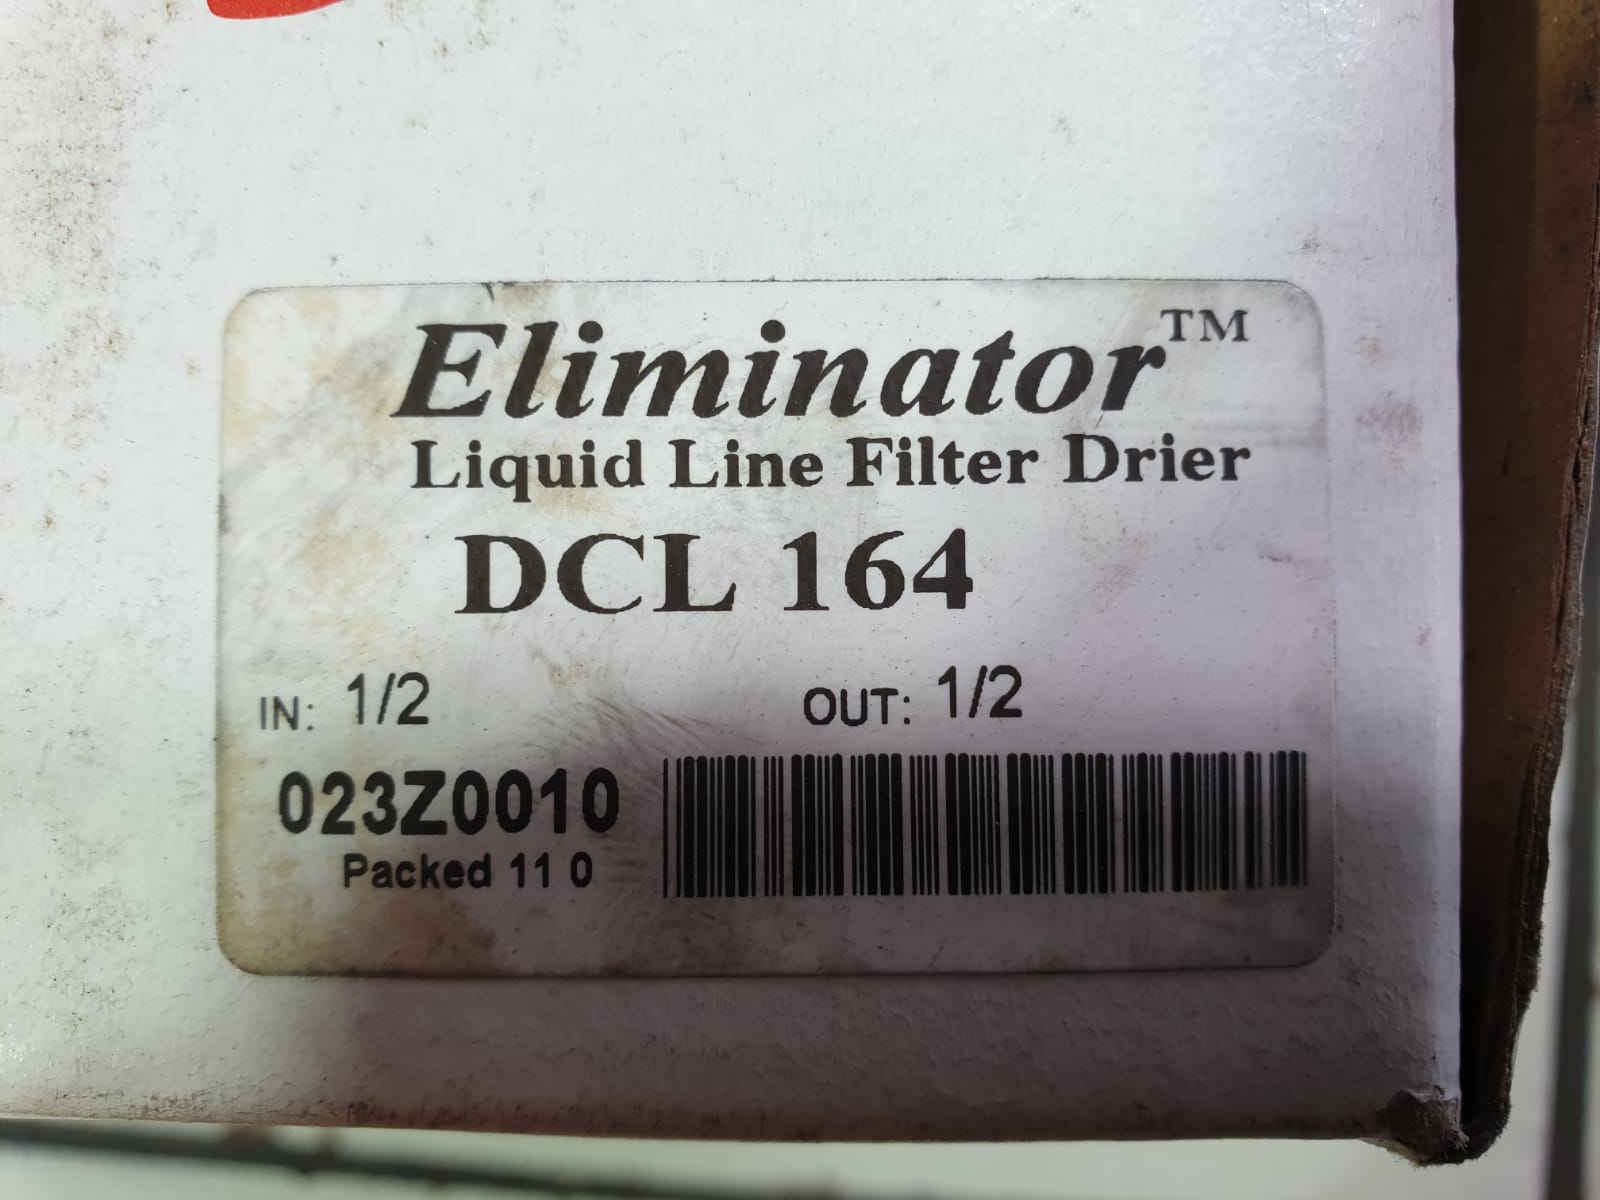 Eliminator™
Liquid Line Filter Drier
DCL 164
IN: 1/2 OUT: 1/2
023Z0010
Packed 11 0